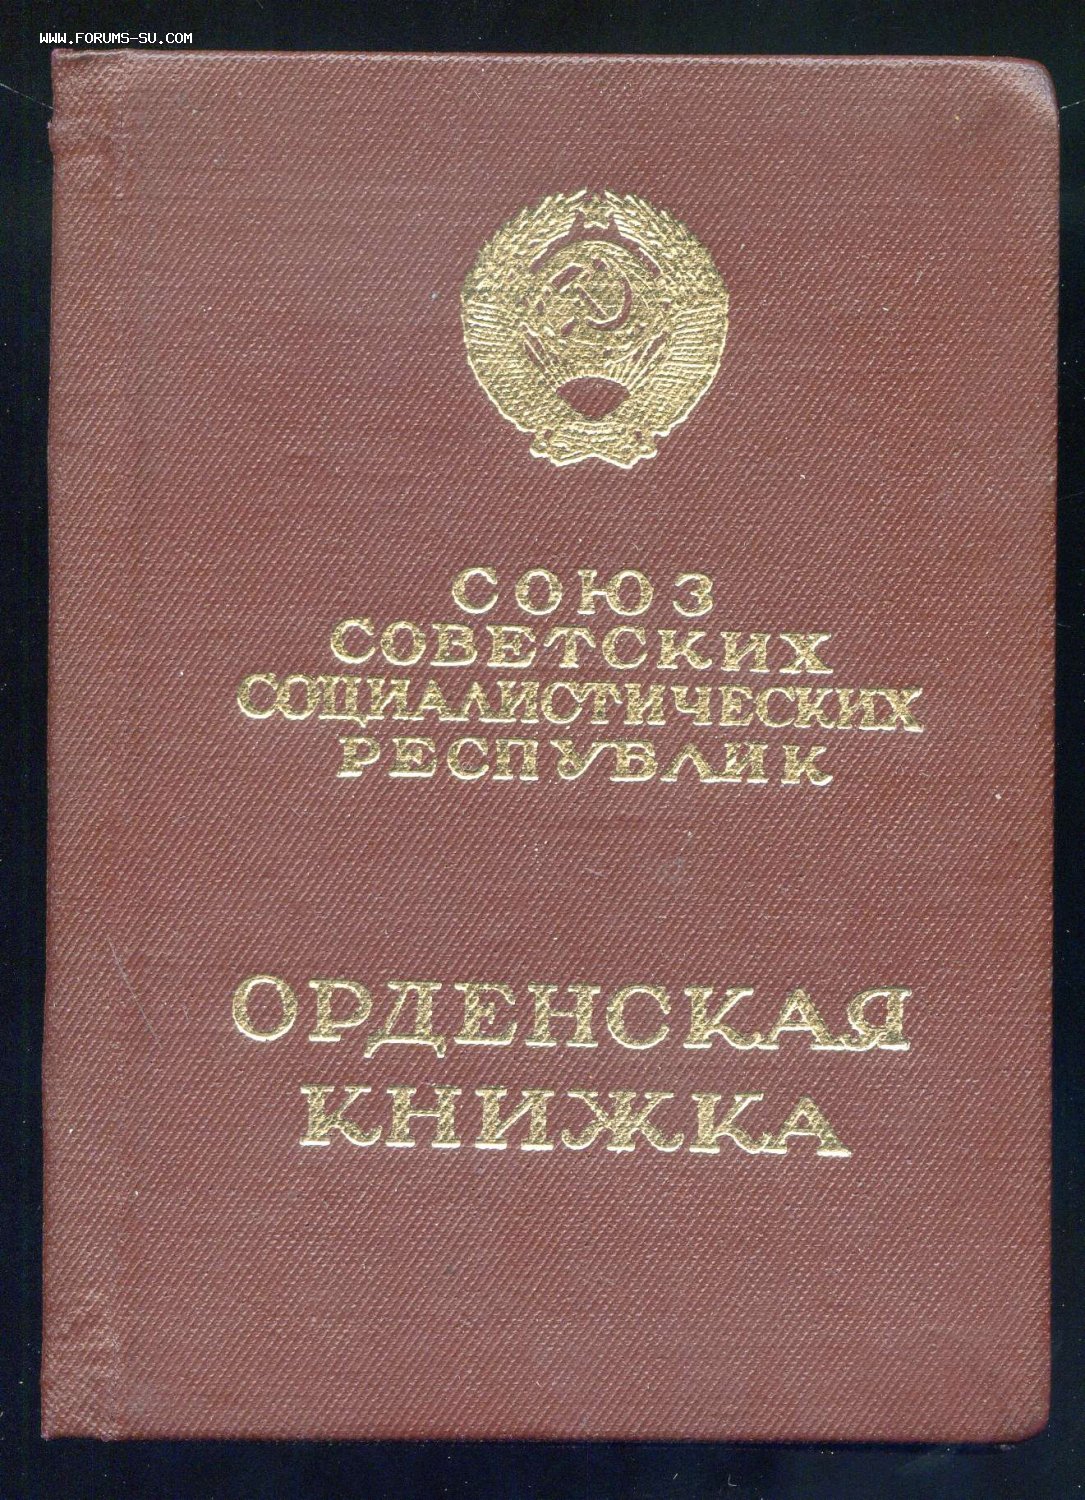 WWW.FORUMS-SU.COM
СОЮЗ
СОВЕТСКИХ
СОЦИАЛИСТИЧЕСКИХ
РЕСПУБЛИК
ОРДЕНСКАЯ
КНИЖКА